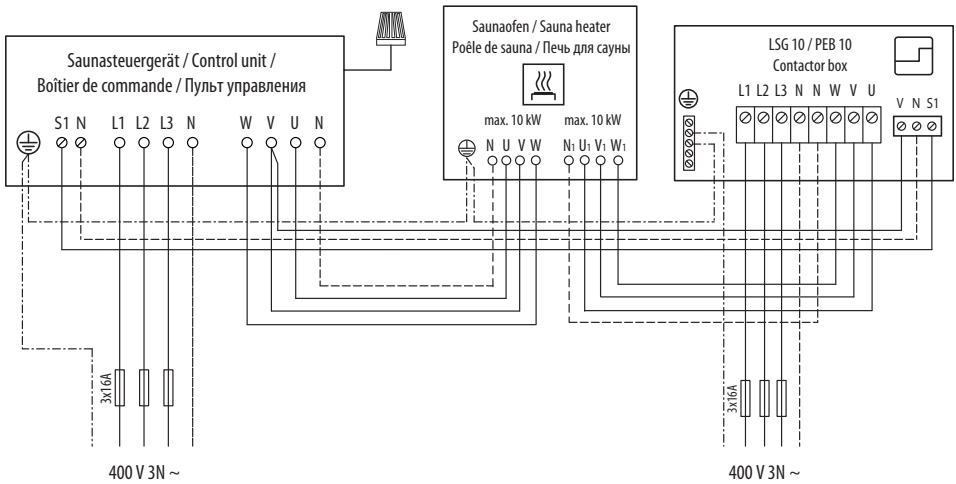 Saunasteuergerät / Control unit /
Boîtier de commande / Пульт управления
S1 N L1 L2 L3 N W V U N
Saunaofen / Sauna heater
Poêle de sauna / Печь для сауны
max. 10 kW max. 10 kW
N U V W N1 U1 V1 W1
LSG 10 / PEB 10
Contactor box
L1 L2 L3 N N W V U
V N S1
3x16A
3x16A
400 V 3N ~
400 V 3N ~